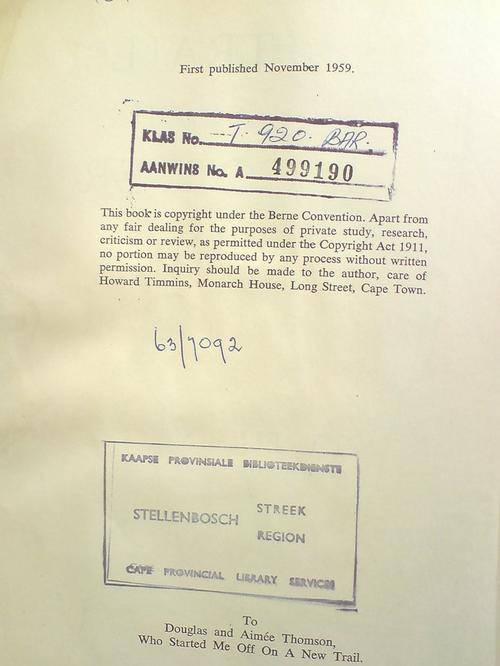 First published November 1959.
KLAS No. T. 920. BAR.
AANWINS No. A 499190
This book is copyright under the Berne Convention. Apart from
any fair dealing for the purposes of private study, research,
criticism or review, as permitted under the Copyright Act 1911,
no portion may be reproduced by any process without written
permission. Inquiry should be made to the author, care of
Howard Timmins, Monarch House, Long Street, Cape Town.
63/7092
KAAPSE PROVINSIALE BIBLIOTEEKDIENSTE
STELLENBOSCH
STREEK
REGION
CAPE PROVINCIAL LIBRARY SERVICES
To
Douglas and Aimée Thomson,
Who Started Me Off On A New Trail.